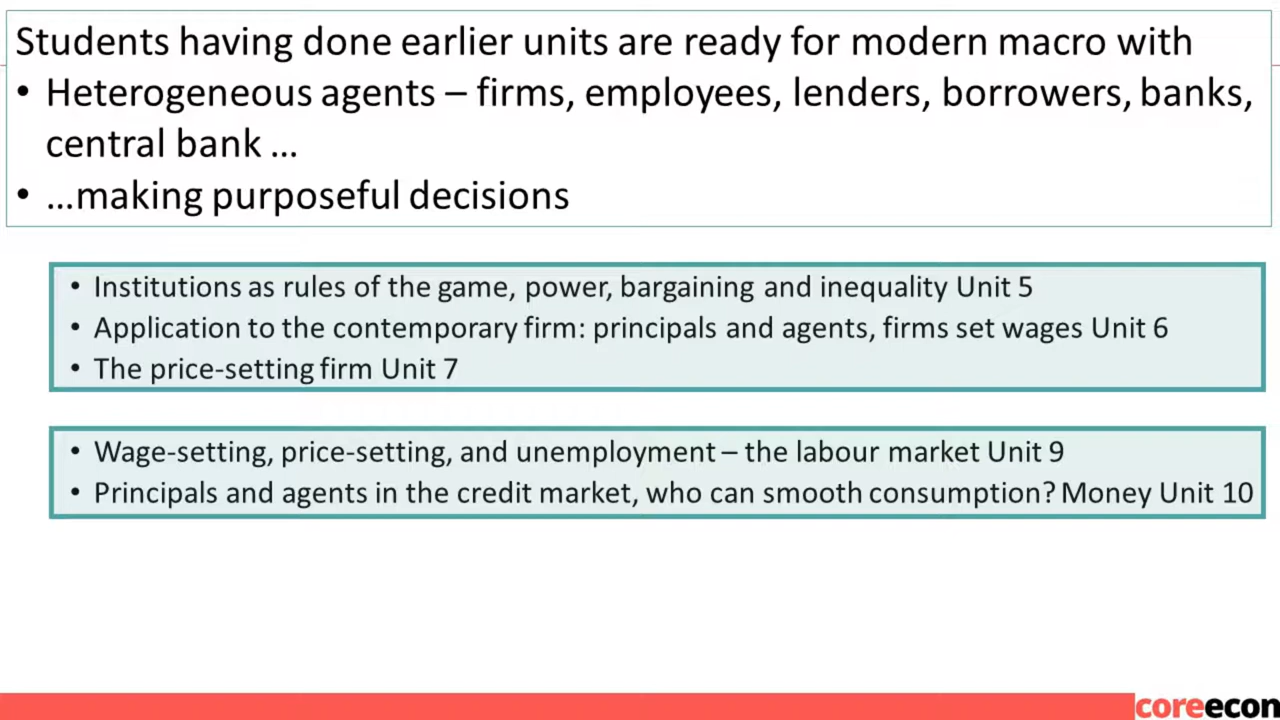 Students having done earlier units are ready for modern macro with
• Heterogeneous agents – firms, employees, lenders, borrowers, banks,
central bank ...
• ...making purposeful decisions
• Institutions as rules of the game, power, bargaining and inequality Unit 5
• Application to the contemporary firm: principals and agents, firms set wages Unit 6
• The price-setting firm Unit 7
• Wage-setting, price-setting, and unemployment – the labour market Unit 9
• Principals and agents in the credit market, who can smooth consumption? Money Unit 10
coreecon